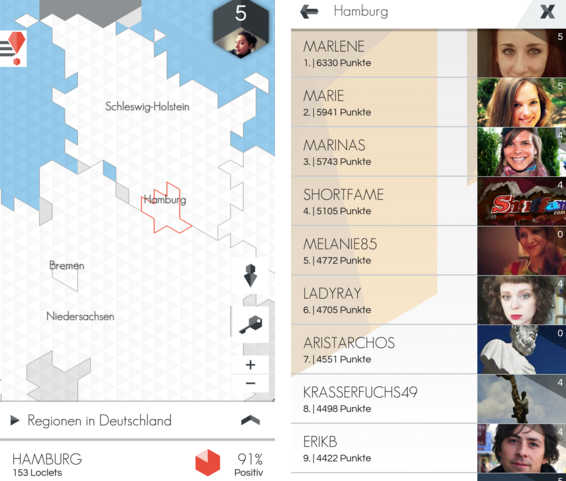 5
Schleswig-Holstein
Hamburg
Bremen
Niedersachsen
+
−
Regionen in Deutschland
HAMBURG
153 Loclets
91%
Positiv
Hamburg
X
MARLENE
1. | 6330 Punkte
5
MARIE
2. | 5941 Punkte
5
MARINAS
3. | 5743 Punkte
4
SHORTFAME
4. | 5105 Punkte
4
MELANIE85
5. | 4772 Punkte
0
LADYRAY
6. | 4705 Punkte
4
ARISTARCHOS
7. | 4551 Punkte
0
KRASSERFUCHS49
8. | 4498 Punkte
4
ERIKB
9. | 4422 Punkte
4
5